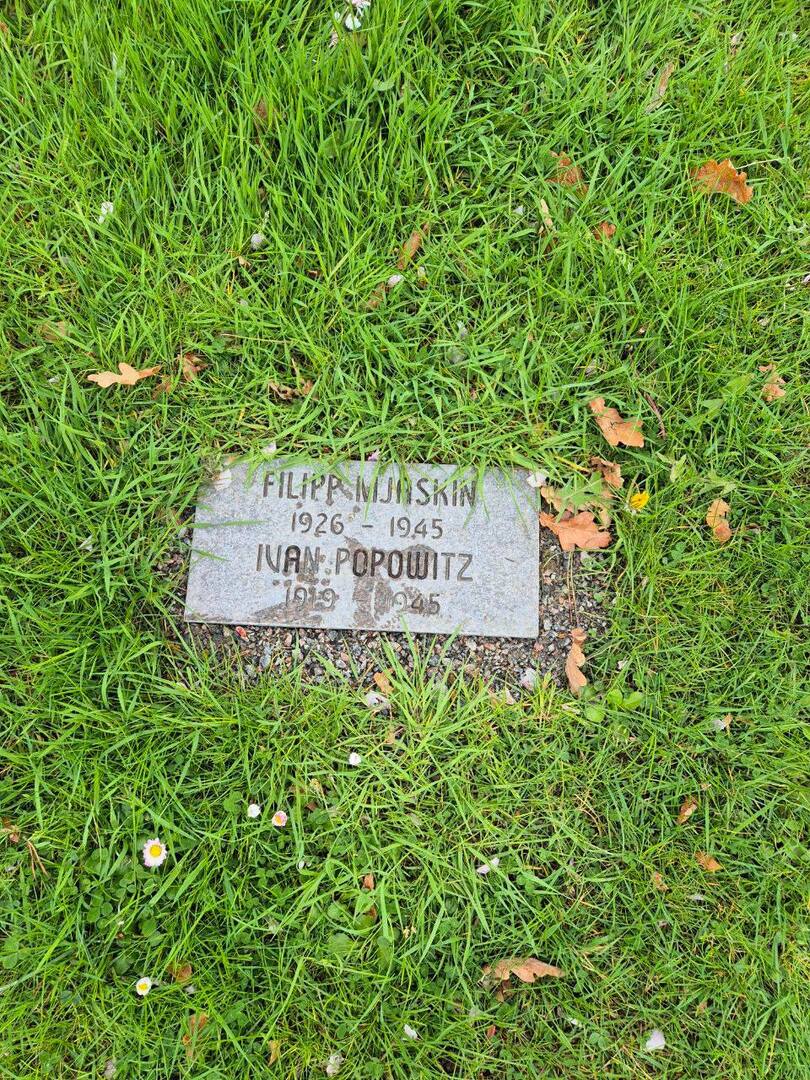 FILIPP MJASKIN
1926 - 1945
IVAN POPOWITZ
1919 1945